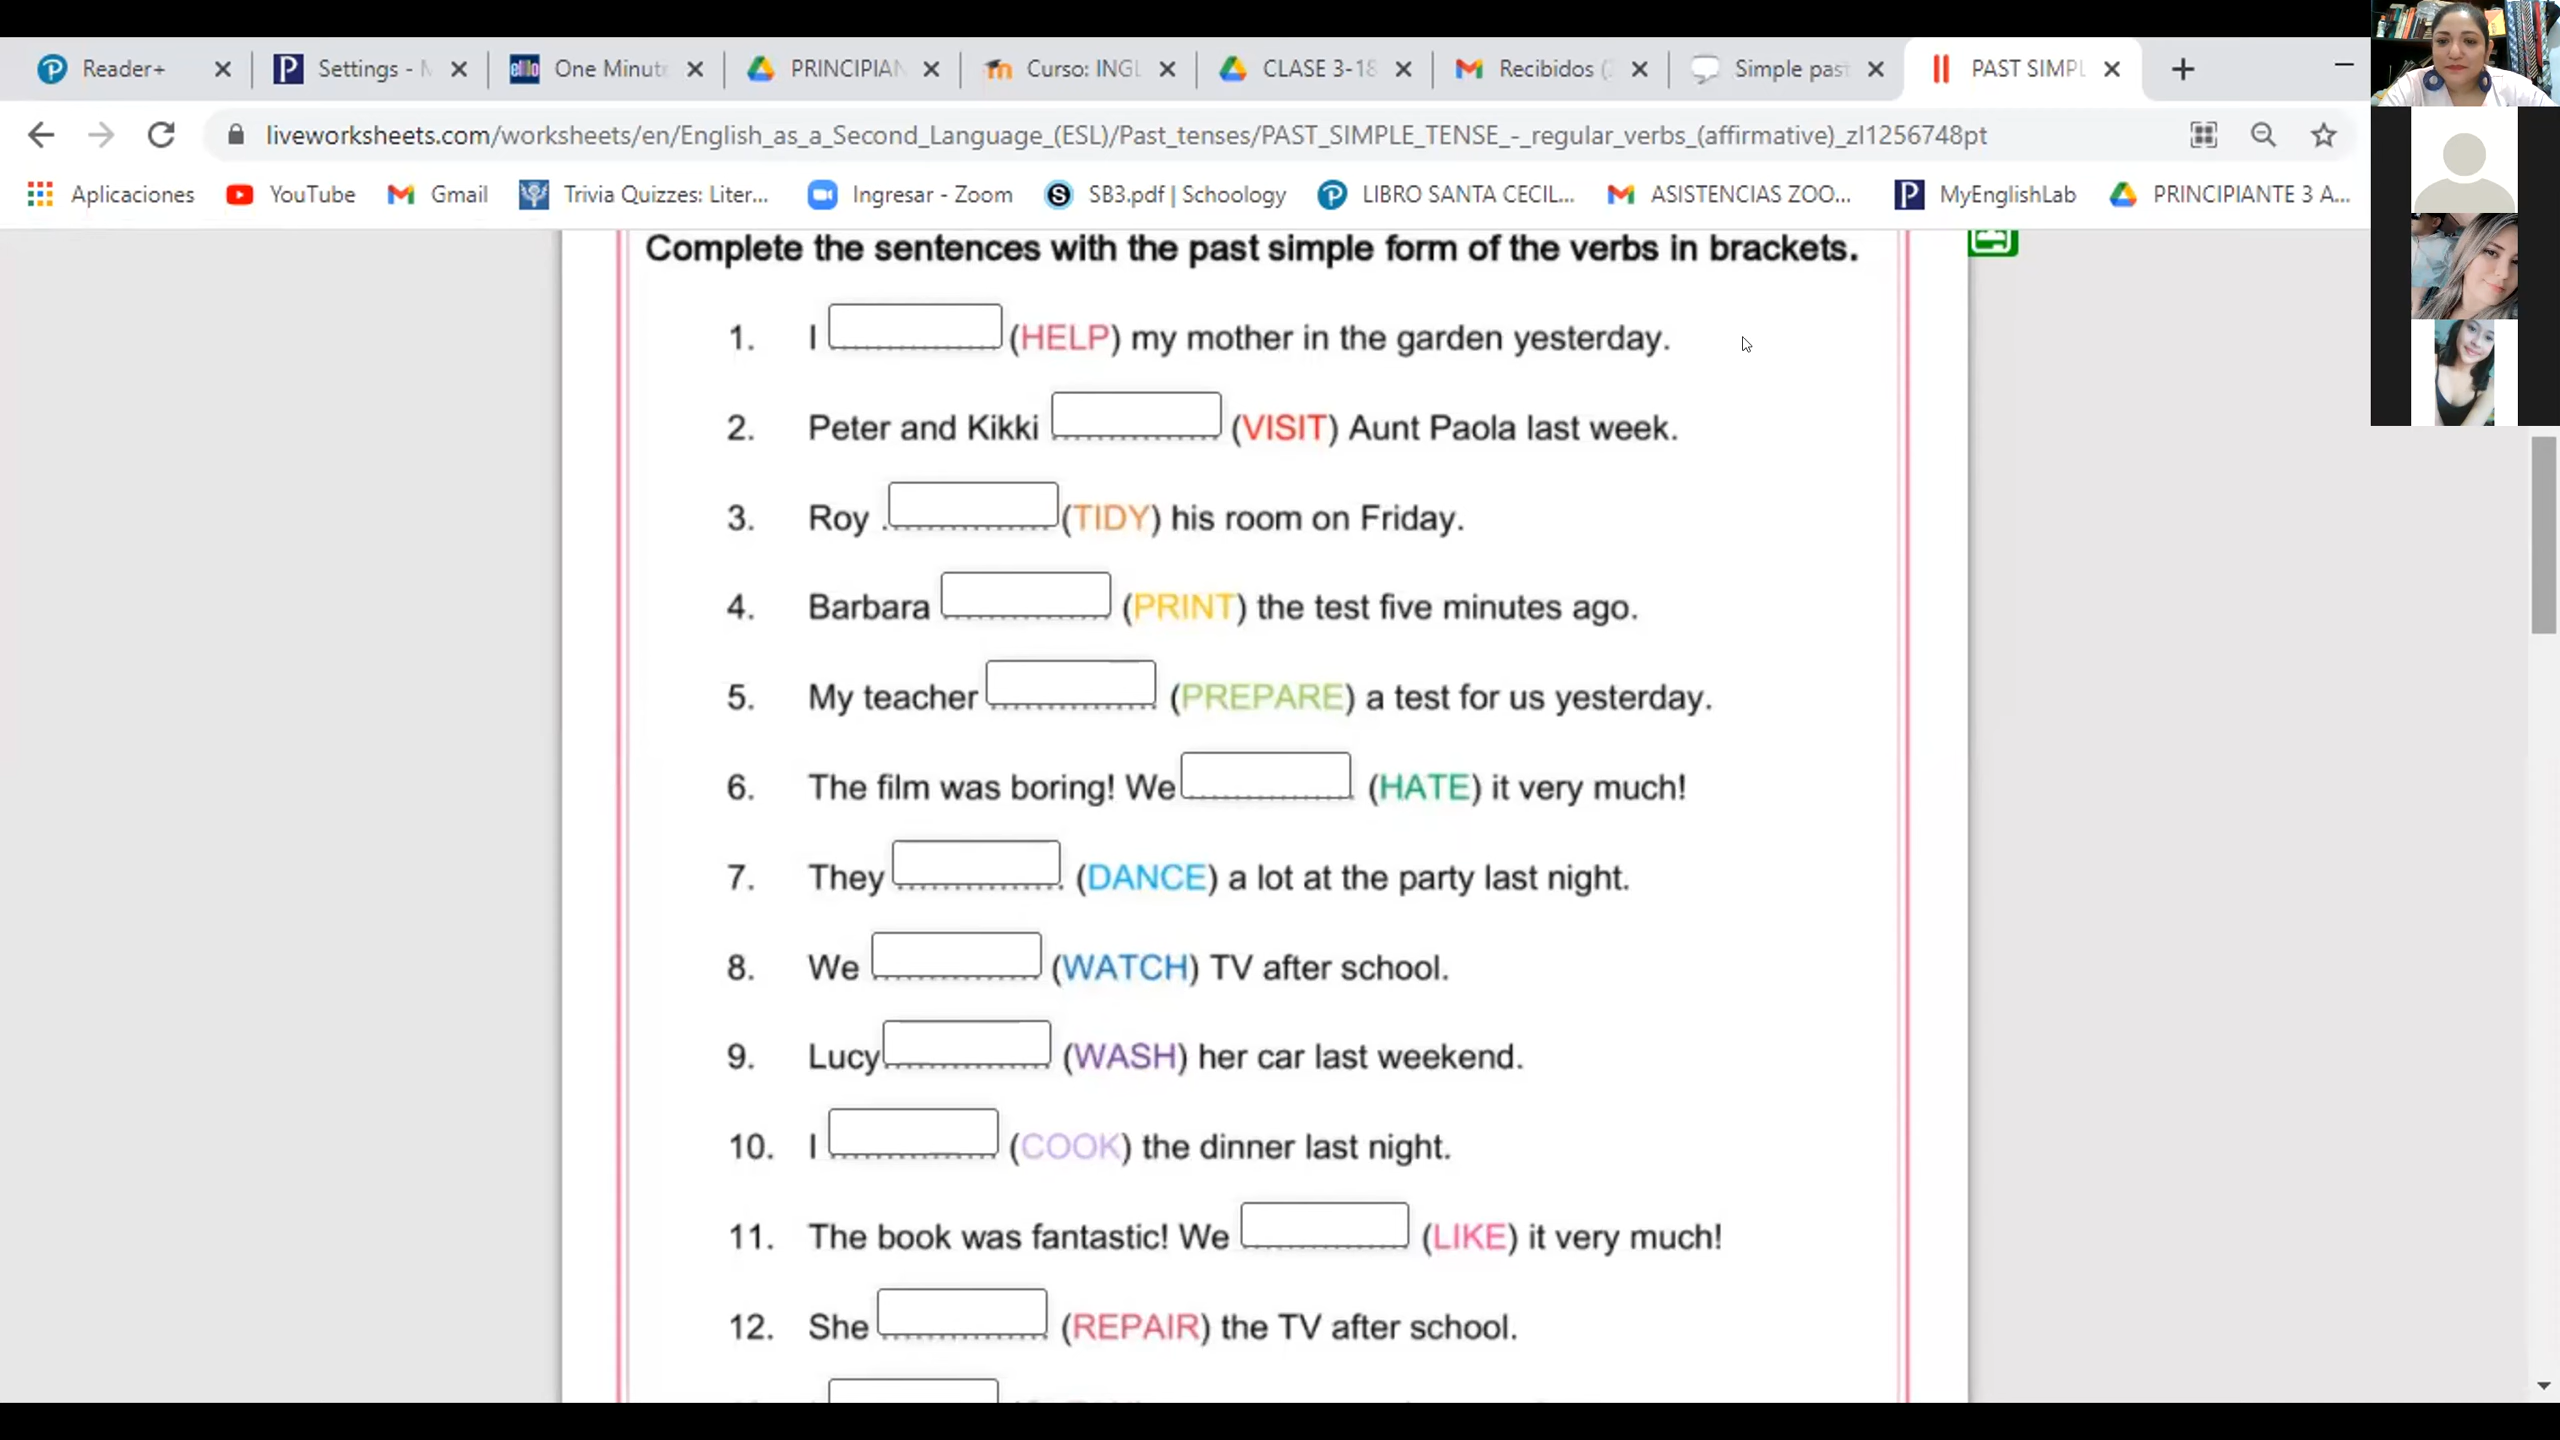 Reader+ Settings - One Minut PRINCIPIAN Curso: INGL CLASE 3-18 Recibidos ( Simple past PAST SIMPL
liveworksheets.com/worksheets/en/English_as_a_Second_Language_(ESL)/Past_tenses/PAST_SIMPLE_TENSE_-_regular_verbs_(affirmative)_zl1256748pt
Aplicaciones YouTube Gmail Trivia Quizzes: Liter... Ingresar - Zoom SB3.pdf | Schoology LIBRO SANTA CECIL... ASISTENCIAS ZOO... MyEnglishLab PRINCIPIANTE 3 A...
Complete the sentences with the past simple form of the verbs in brackets.
1. I (HELP) my mother in the garden yesterday.
2. Peter and Kikki (VISIT) Aunt Paola last week.
3. Roy (TIDY) his room on Friday.
4. Barbara (PRINT) the test five minutes ago.
5. My teacher (PREPARE) a test for us yesterday.
6. The film was boring! We (HATE) it very much!
7. They (DANCE) a lot at the party last night.
8. We (WATCH) TV after school.
9. Lucy (WASH) her car last weekend.
10. I (COOK) the dinner last night.
11. The book was fantastic! We (LIKE) it very much!
12. She (REPAIR) the TV after school.